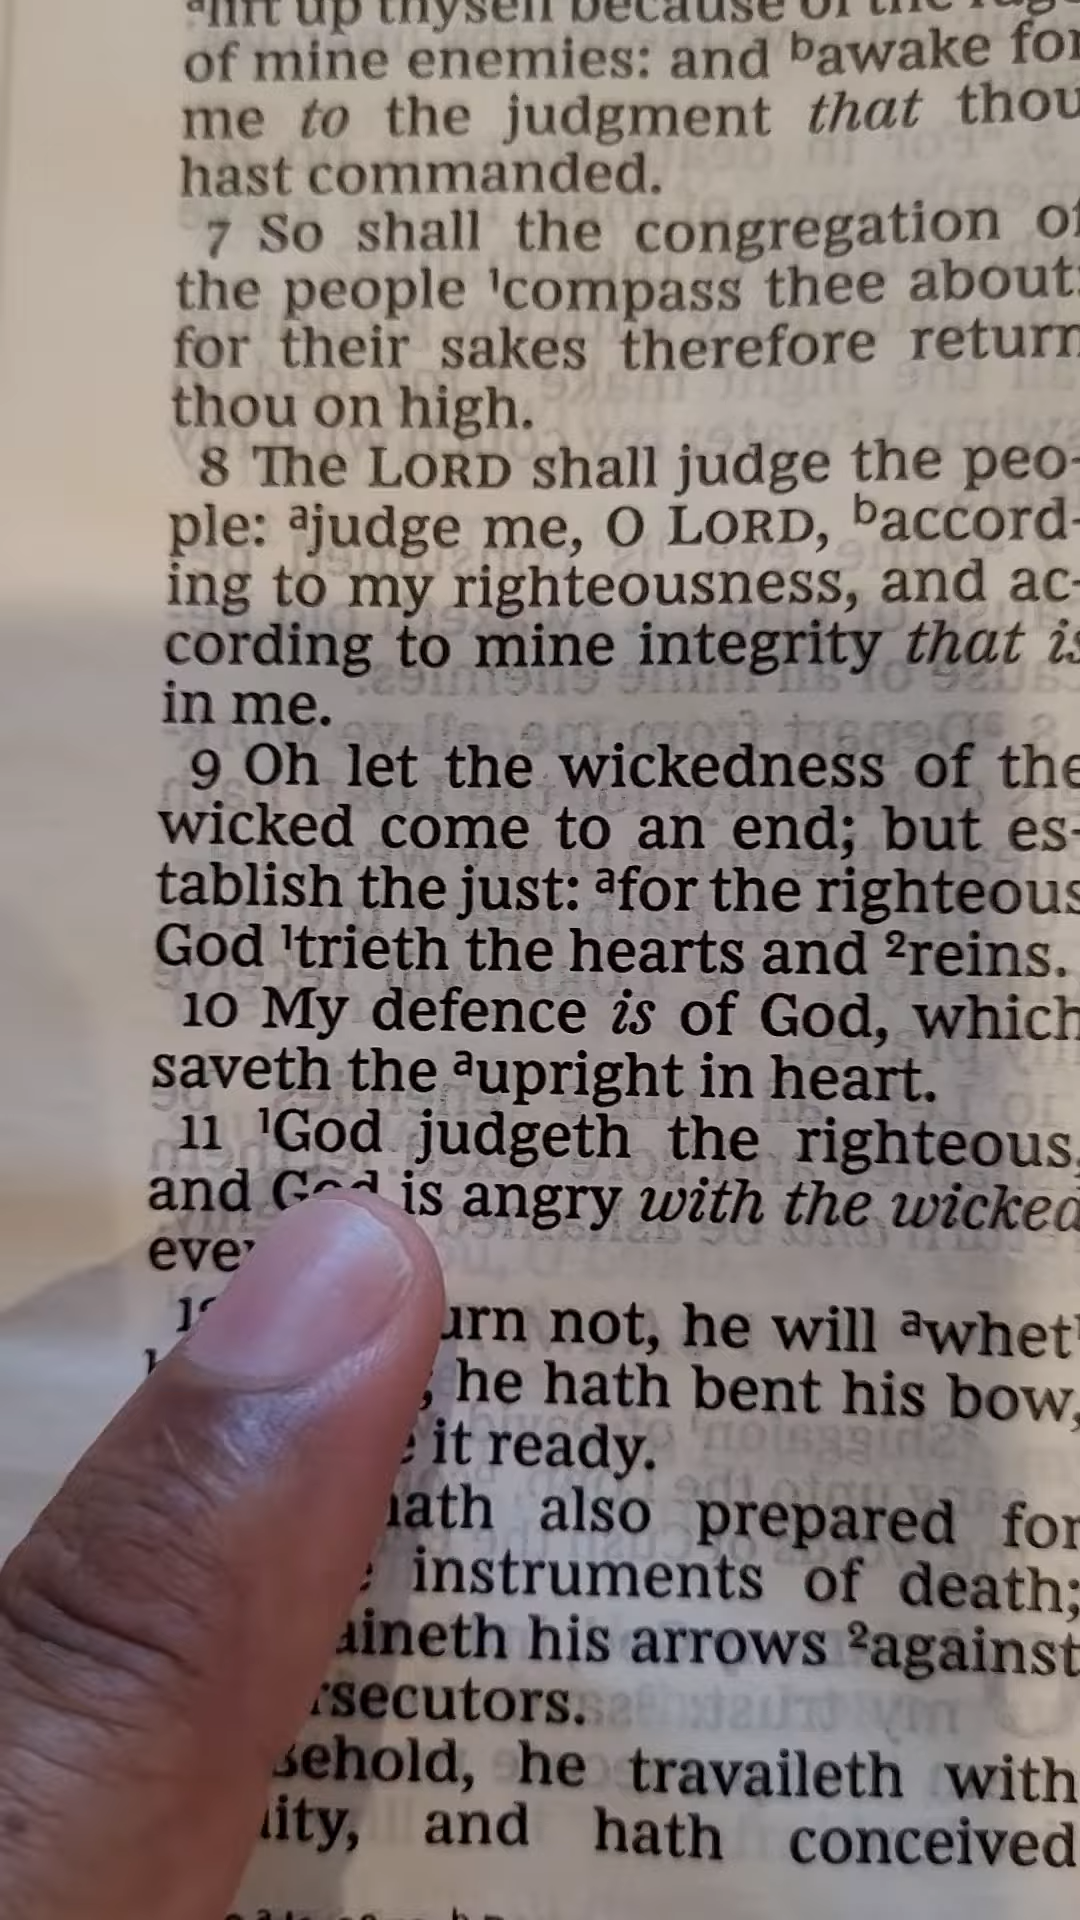 lift up thyself because of the
of mine enemies: and ᵇawake for
me to the judgment that thou
hast commanded.
7 So shall the congregation of
the people ¹compass thee about:
for their sakes therefore return
thou on high.
8 The LORD shall judge the peo-
ple: ᵃjudge me, O LORD, ᵇaccord-
ing to my righteousness, and ac-
cording to mine integrity that is
in me.
9 Oh let the wickedness of the
wicked come to an end; but es-
tablish the just: ᵃfor the righteous
God ¹trieth the hearts and ²reins.
10 My defence is of God, which
saveth the ᵃupright in heart.
11 ¹God judgeth the righteous,
and God is angry with the wicked
he will ᵃwhet
not,
he hath bent his bow,
it ready.
also prepared for
instruments of death;
his arrows ²against
he travaileth with
and hath conceived